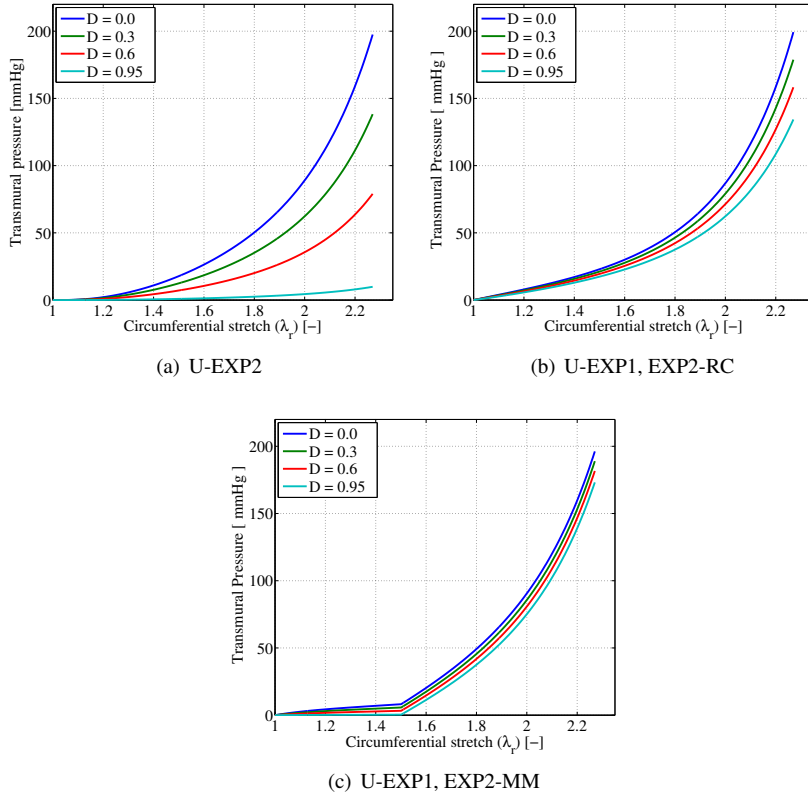 D = 0.0
D = 0.3
D = 0.6
D = 0.95
Transmural pressure [mmHg]
200
150
100
50
0
1
1.2
1.4
1.6
1.8
2
2.2
Circumferential stretch (λr) [−]
(a) U-EXP2
D = 0.0
D = 0.3
D = 0.6
D = 0.95
Transmural Pressure [ mmHg ]
200
150
100
50
0
1
1.2
1.4
1.6
1.8
2
2.2
Circumferential stretch (λr) [−]
(b) U-EXP1, EXP2-RC
D = 0.0
D = 0.3
D = 0.6
D = 0.95
Transmural Pressure [ mmHg ]
200
150
100
50
0
1
1.2
1.4
1.6
1.8
2
2.2
Circumferential stretch (λr) [−]
(c) U-EXP1, EXP2-MM